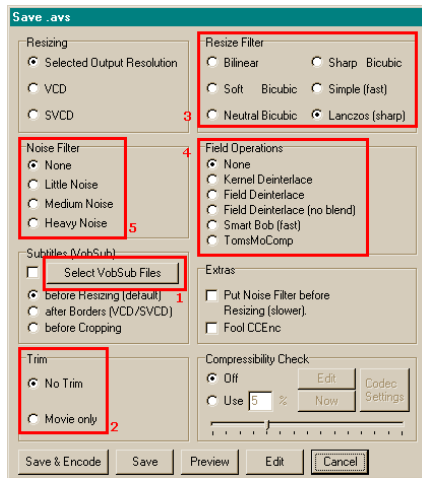 Save .avs
Resizing
Selected Output Resolution
VCD
SVCD
Resize Filter
Bilinear
Sharp Bicubic
Soft Bicubic
Simple (fast)
Neutral Bicubic
Lanczos (sharp)
3
Noise Filter
None
Little Noise
Medium Noise
Heavy Noise
5
4
Field Operations
None
Kernel Deinterlace
Field Deinterlace
Field Deinterlace (no blend)
Smart Bob (fast)
TomsMoComp
Subtitles (VobSub)
Select VobSub Files
1
before Resizing (default)
after Borders (VCD/SVCD)
before Cropping
Extras
Put Noise Filter before
Resizing (slower).
Fool CCEnc
Trim
No Trim
Movie only
2
Compressibility Check
Off
Use 5 %
Edit
Now
Codec
Settings
Save & Encode
Save
Preview
Edit
Cancel